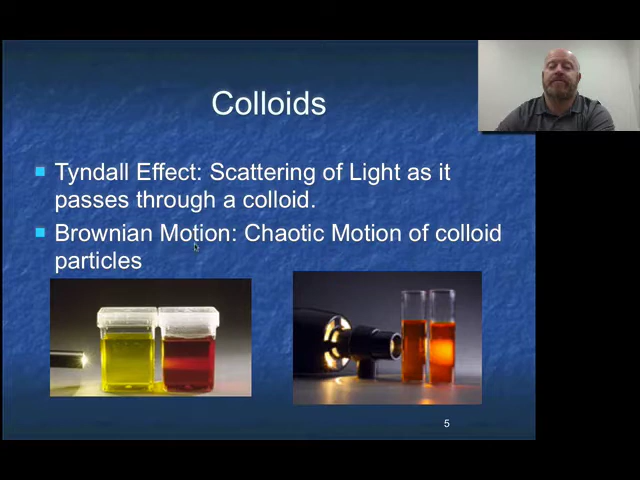 Colloids
Tyndall Effect: Scattering of Light as it
passes through a colloid.
Brownian Motion: Chaotic Motion of colloid
particles
5